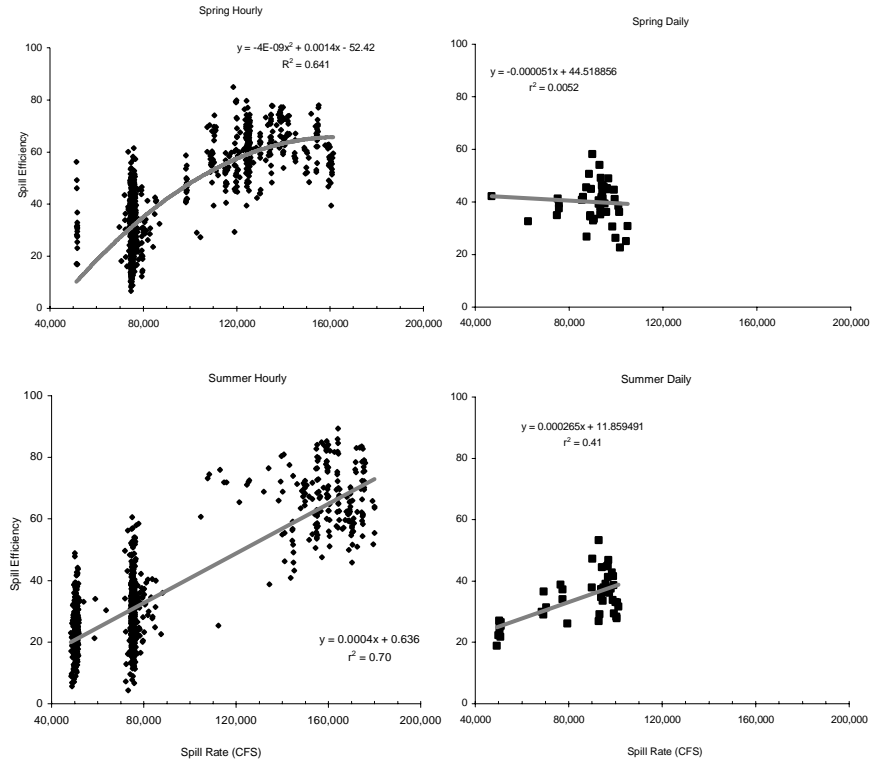 Spring Hourly
y = -4E-09x² + 0.0014x - 52.42
R² = 0.641
Spill Efficiency
100
80
60
40
20
0
40,000 80,000 120,000 160,000 200,000
Spring Daily
y = -0.000051x + 44.518856
r² = 0.0052
100
80
60
40
20
0
40,000 80,000 120,000 160,000 200,000
Summer Hourly
y = 0.0004x + 0.636
r² = 0.70
Spill Efficiency
100
80
60
40
20
0
40,000 80,000 120,000 160,000 200,000
Spill Rate (CFS)
Summer Daily
y = 0.000265x + 11.859491
r² = 0.41
100
80
60
40
20
0
40,000 80,000 120,000 160,000 200,000
Spill Rate (CFS)